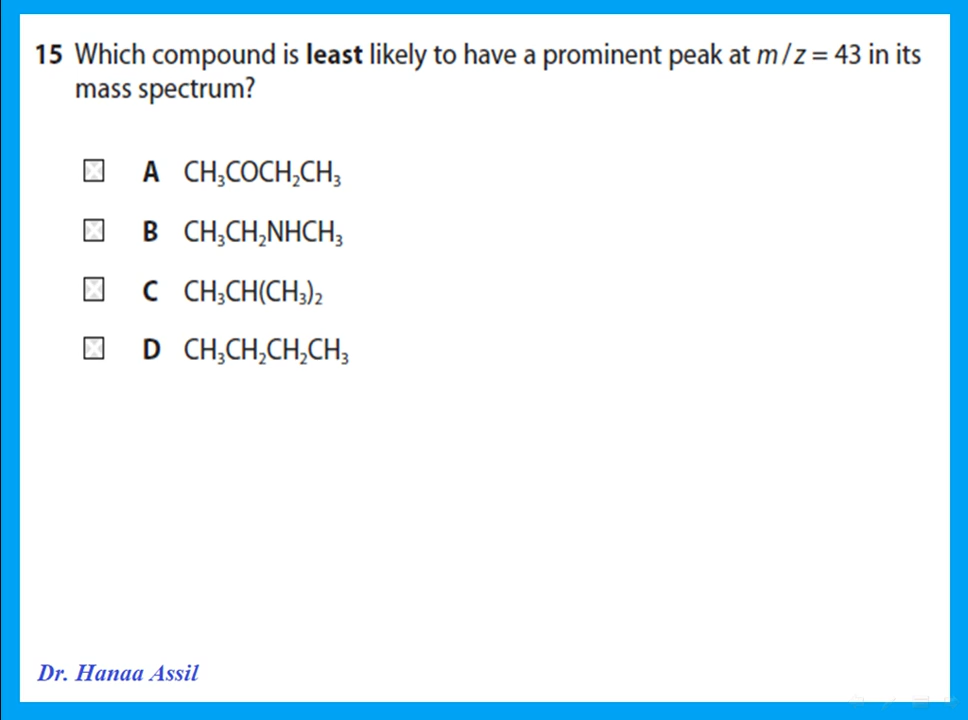 15 Which compound is least likely to have a prominent peak at m/z = 43 in its
mass spectrum?
A CH₃COCH₂CH₃
B CH₃CH₂NHCH₃
C CH₃CH(CH₃)₂
D CH₃CH₂CH₂CH₃
Dr. Hanaa Assil